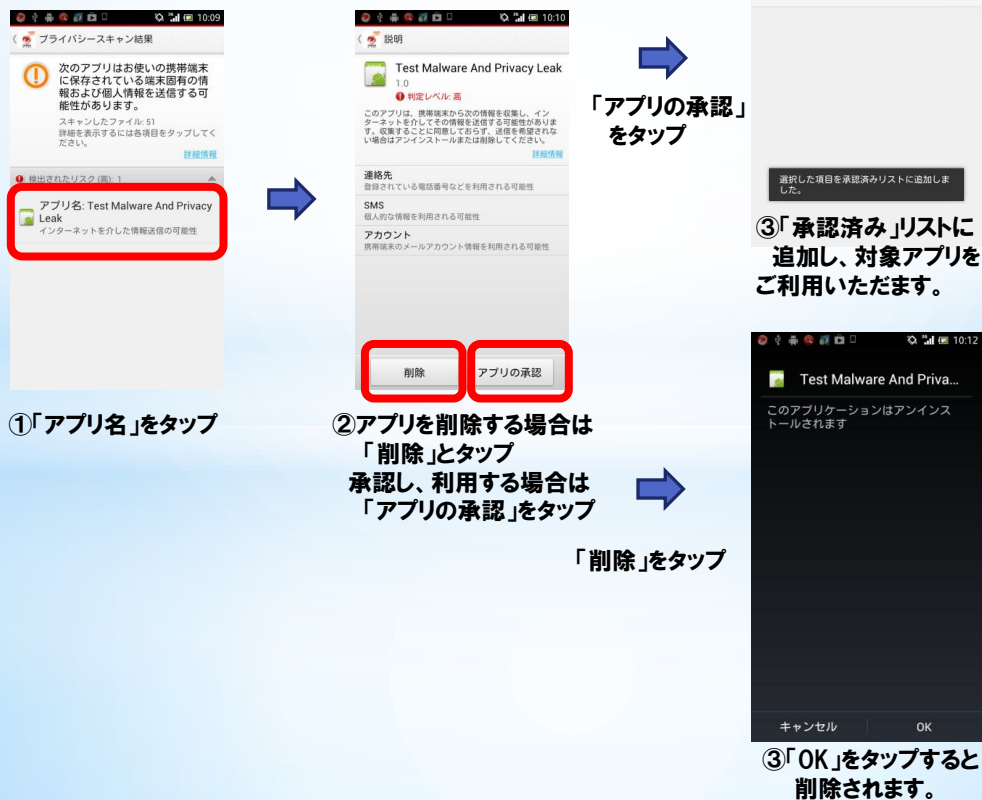 10:09
プライバシースキャン結果
次のアプリはお使いの携帯端末
に保存されている端末固有の情
報および個人情報を送信する可
能性があります。
スキャンしたファイル: 51
詳細を表示するには各項目をタップしてく
ださい。
詳細情報
検出されたリスク (高): 1
アプリ名: Test Malware And Privacy
Leak
インターネットを介した情報送信の可能性
①「アプリ名」をタップ
10:10
説明
Test Malware And Privacy Leak
1.0
判定レベル: 高
このアプリは、携帯端末から次の情報を収集し、イン
ターネットを介してその情報を送信する可能性がありま
す。収集することに同意しておらず、送信を希望されな
い場合はアンインストールまたは削除してください。
詳細情報
連絡先
登録されている電話番号などを利用される可能性
SMS
個人的な情報を利用される可能性
アカウント
携帯端末のメールアカウント情報を利用される可能性
削除
アプリの承認
②アプリを削除する場合は
「削除」とタップ
承認し、利用する場合は
「アプリの承認」をタップ
「アプリの承認」
をタップ
選択した項目を承認済みリストに追加しま
した。
③「承認済み」リストに
追加し、対象アプリを
ご利用いただます。
「削除」をタップ
10:12
Test Malware And Priva...
このアプリケーションはアンインス
トールされます
キャンセル
OK
③「OK」をタップすると
削除されます。